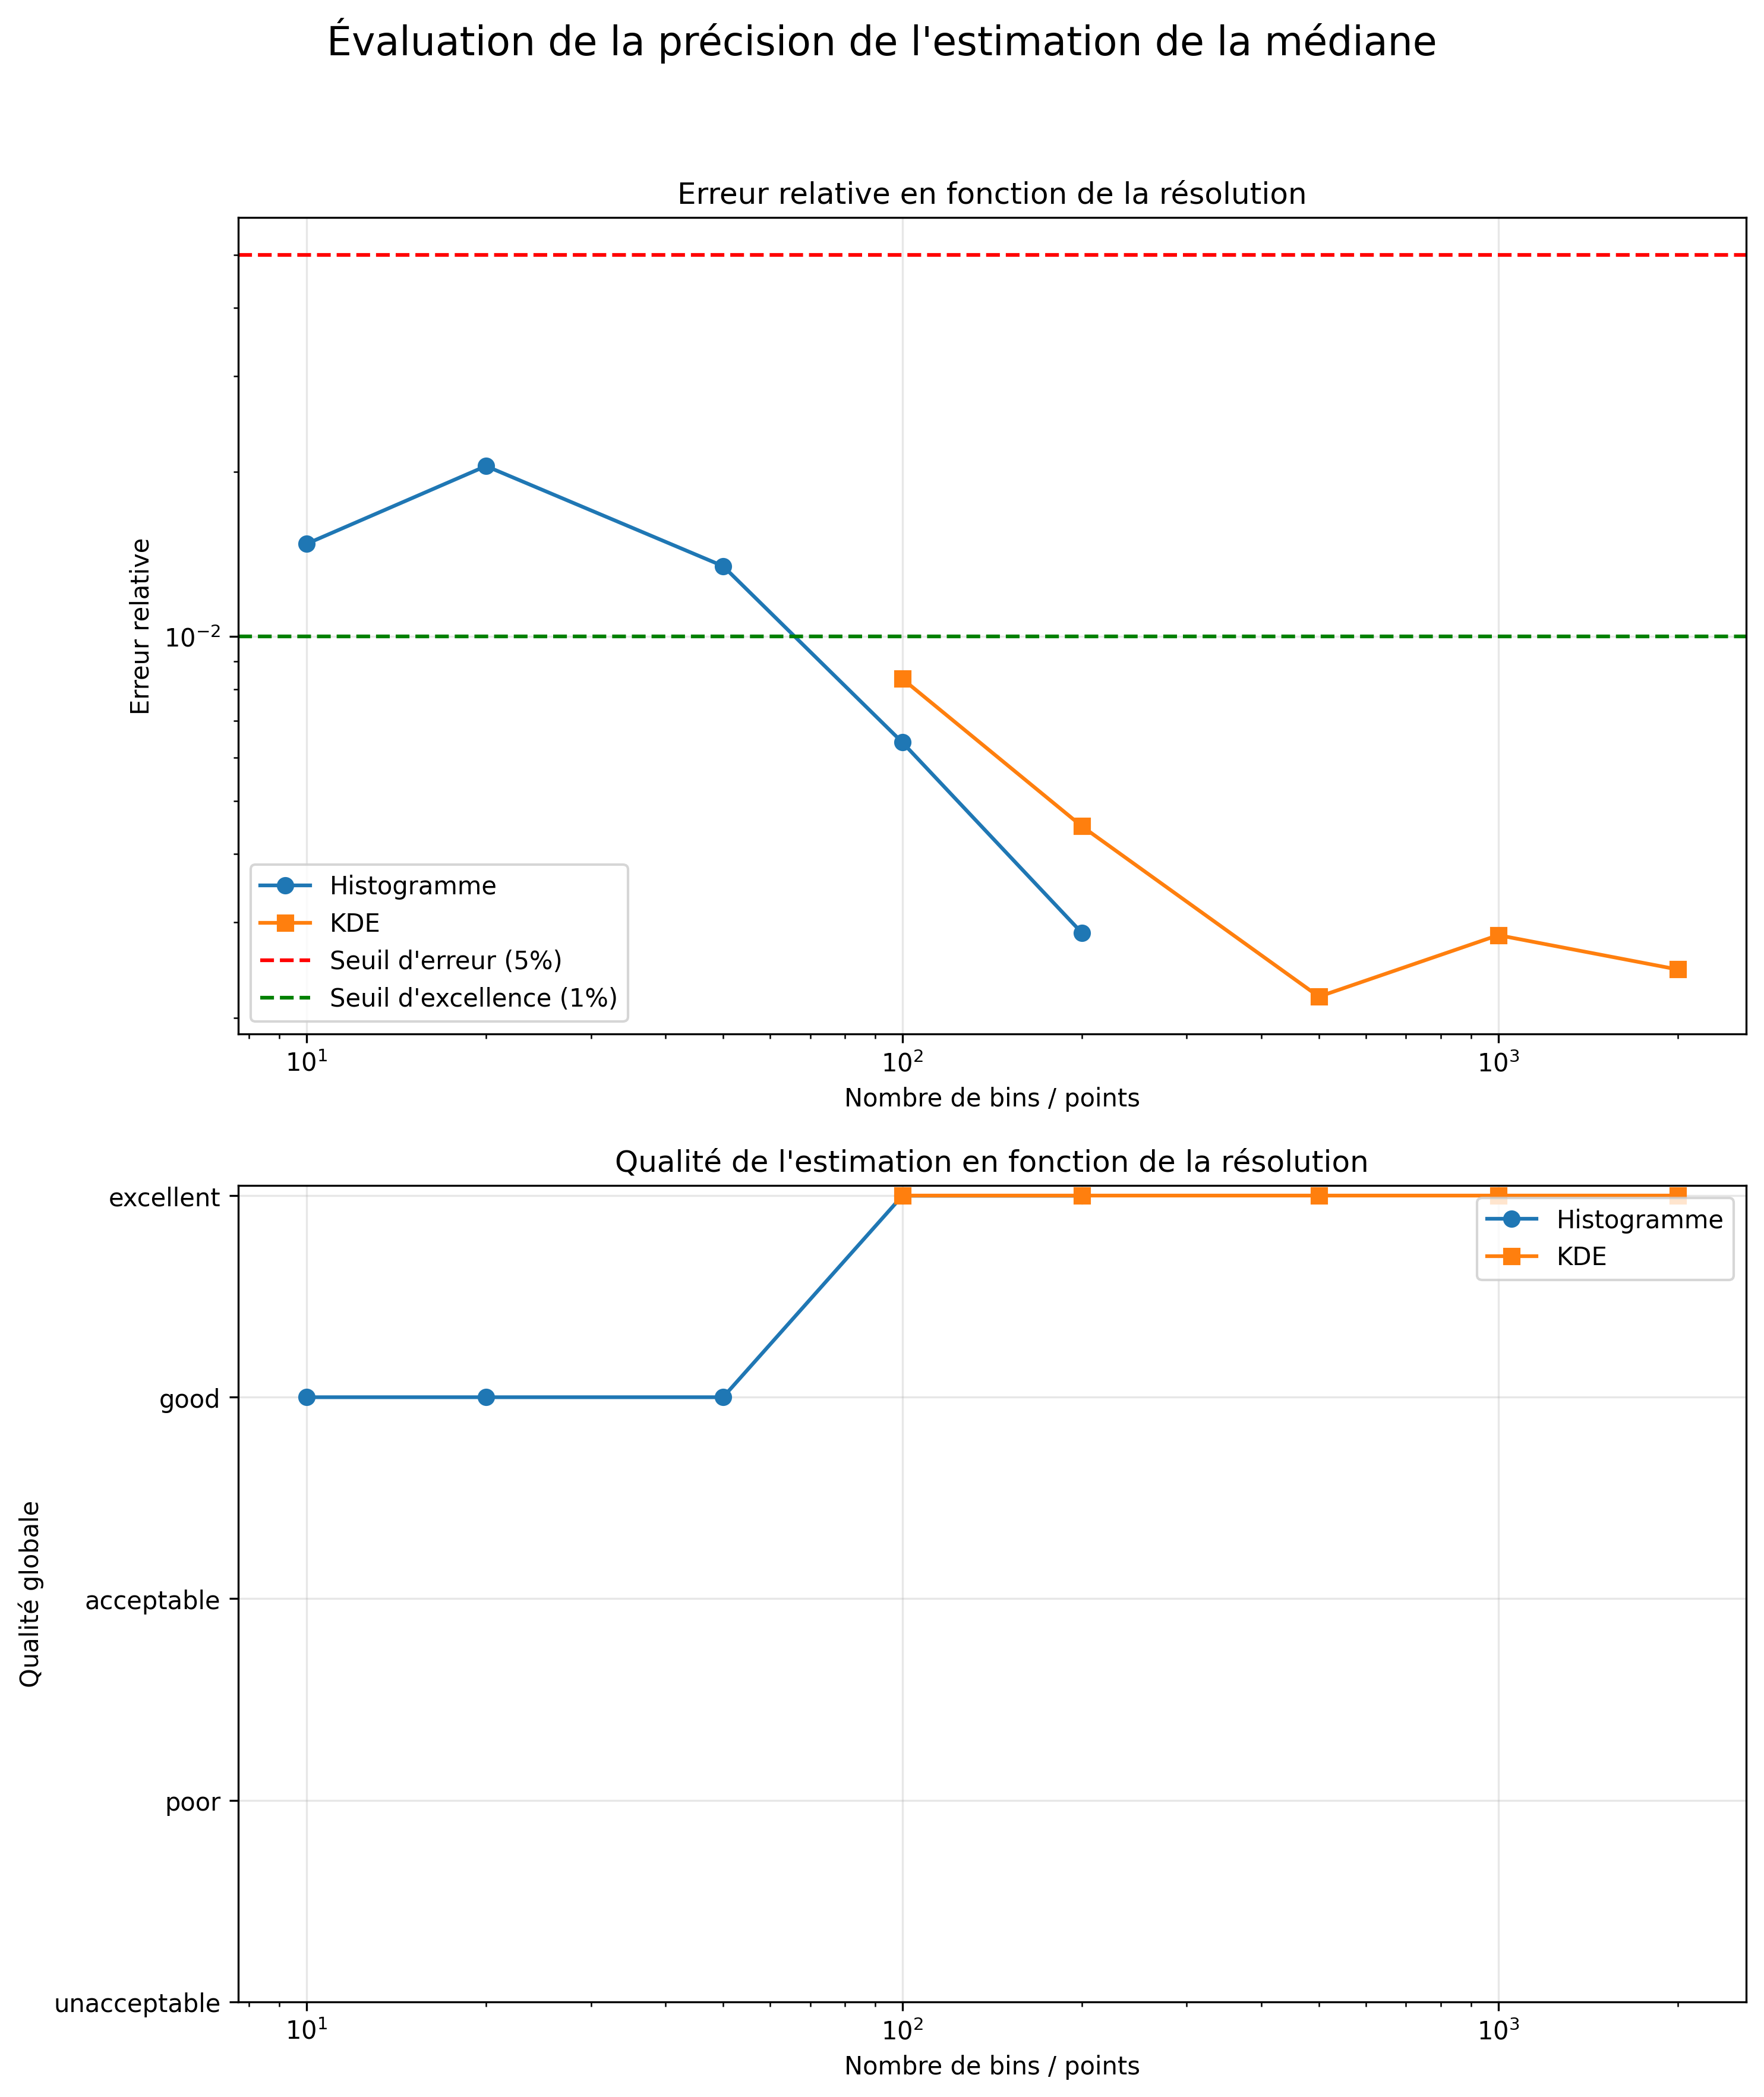 Évaluation de la précision de l'estimation de la médiane
Erreur relative en fonction de la résolution
Erreur relative
10⁻²
Histogramme
KDE
Seuil d'erreur (5%)
Seuil d'excellence (1%)
10¹
10²
10³
Nombre de bins / points
Qualité de l'estimation en fonction de la résolution
Qualité globale
excellent
good
acceptable
poor
unacceptable
Histogramme
KDE
10¹
10²
10³
Nombre de bins / points